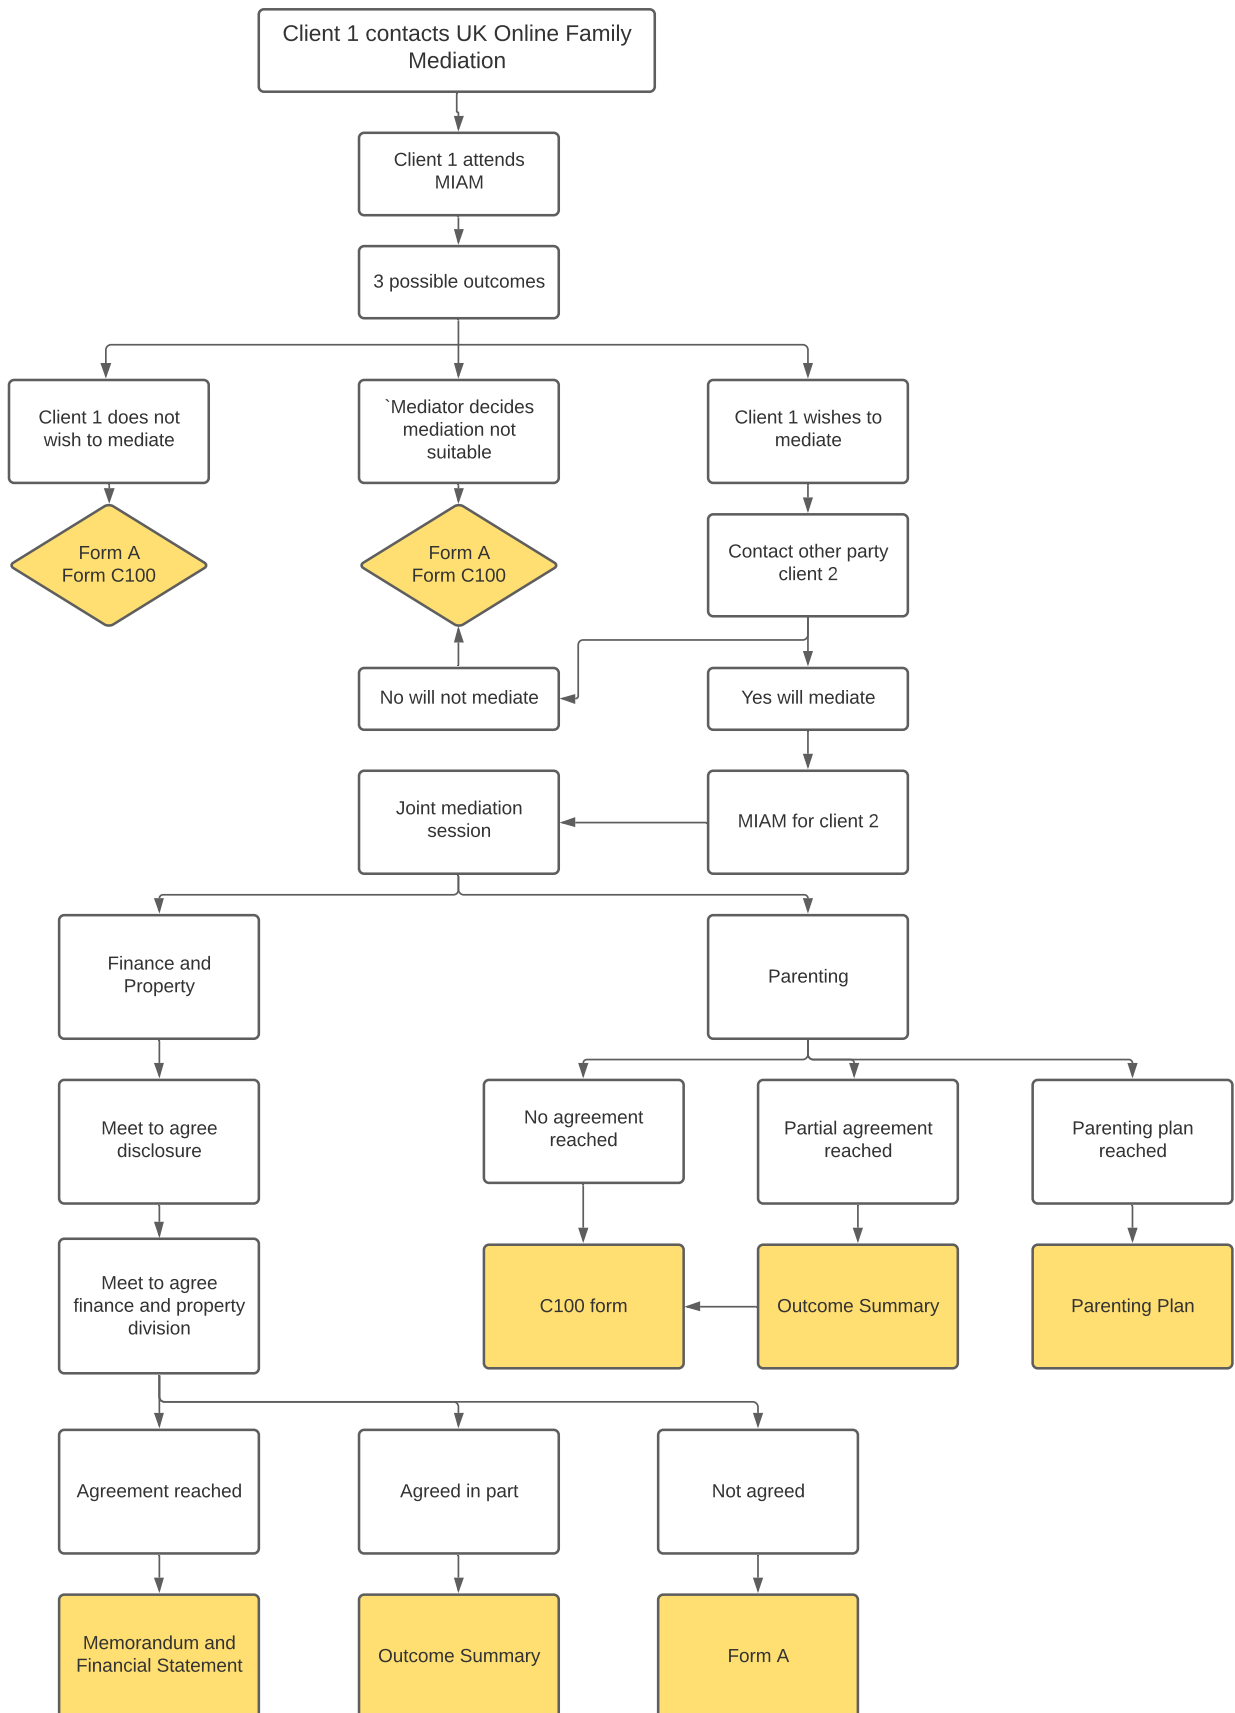 Client 1 contacts UK Online Family
Mediation
Client 1 attends
MIAM
3 possible outcomes
Client 1 does not
wish to mediate
`Mediator decides
mediation not
suitable
Client 1 wishes to
mediate
Form A
Form C100
Form A
Form C100
Contact other party
client 2
No will not mediate
Yes will mediate
Joint mediation
session
MIAM for client 2
Finance and
Property
Parenting
Meet to agree
disclosure
No agreement
reached
Partial agreement
reached
Parenting plan
reached
Meet to agree
finance and property
division
C100 form
Outcome Summary
Parenting Plan
Agreement reached
Agreed in part
Not agreed
Memorandum and
Financial Statement
Outcome Summary
Form A